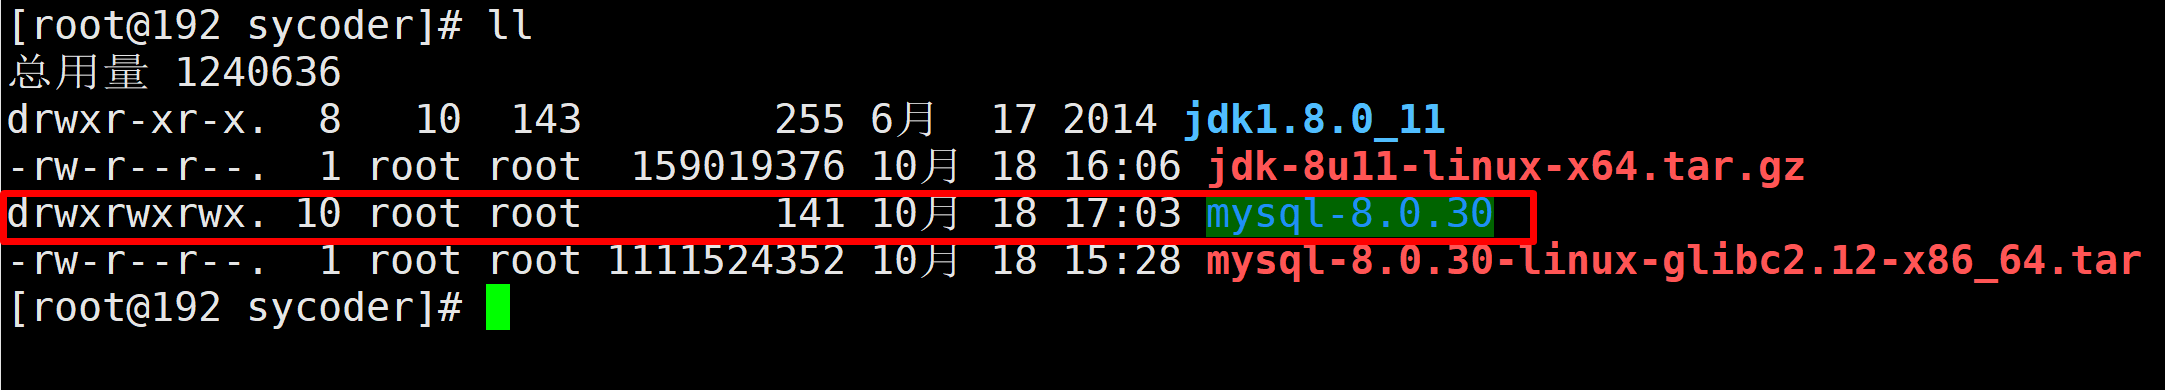 [root@192 sycoder]# ll
总用量 1240636
drwxr-xr-x.  8   10  143        255 6月  17 2014 jdk1.8.0_11
-rw-r--r--.  1 root root  159019376 10月 18 16:06 jdk-8u11-linux-x64.tar.gz
drwxrwxrwx. 10 root root        141 10月 18 17:03 mysql-8.0.30
-rw-r--r--.  1 root root 1111524352 10月 18 15:28 mysql-8.0.30-linux-glibc2.12-x86_64.tar
[root@192 sycoder]#